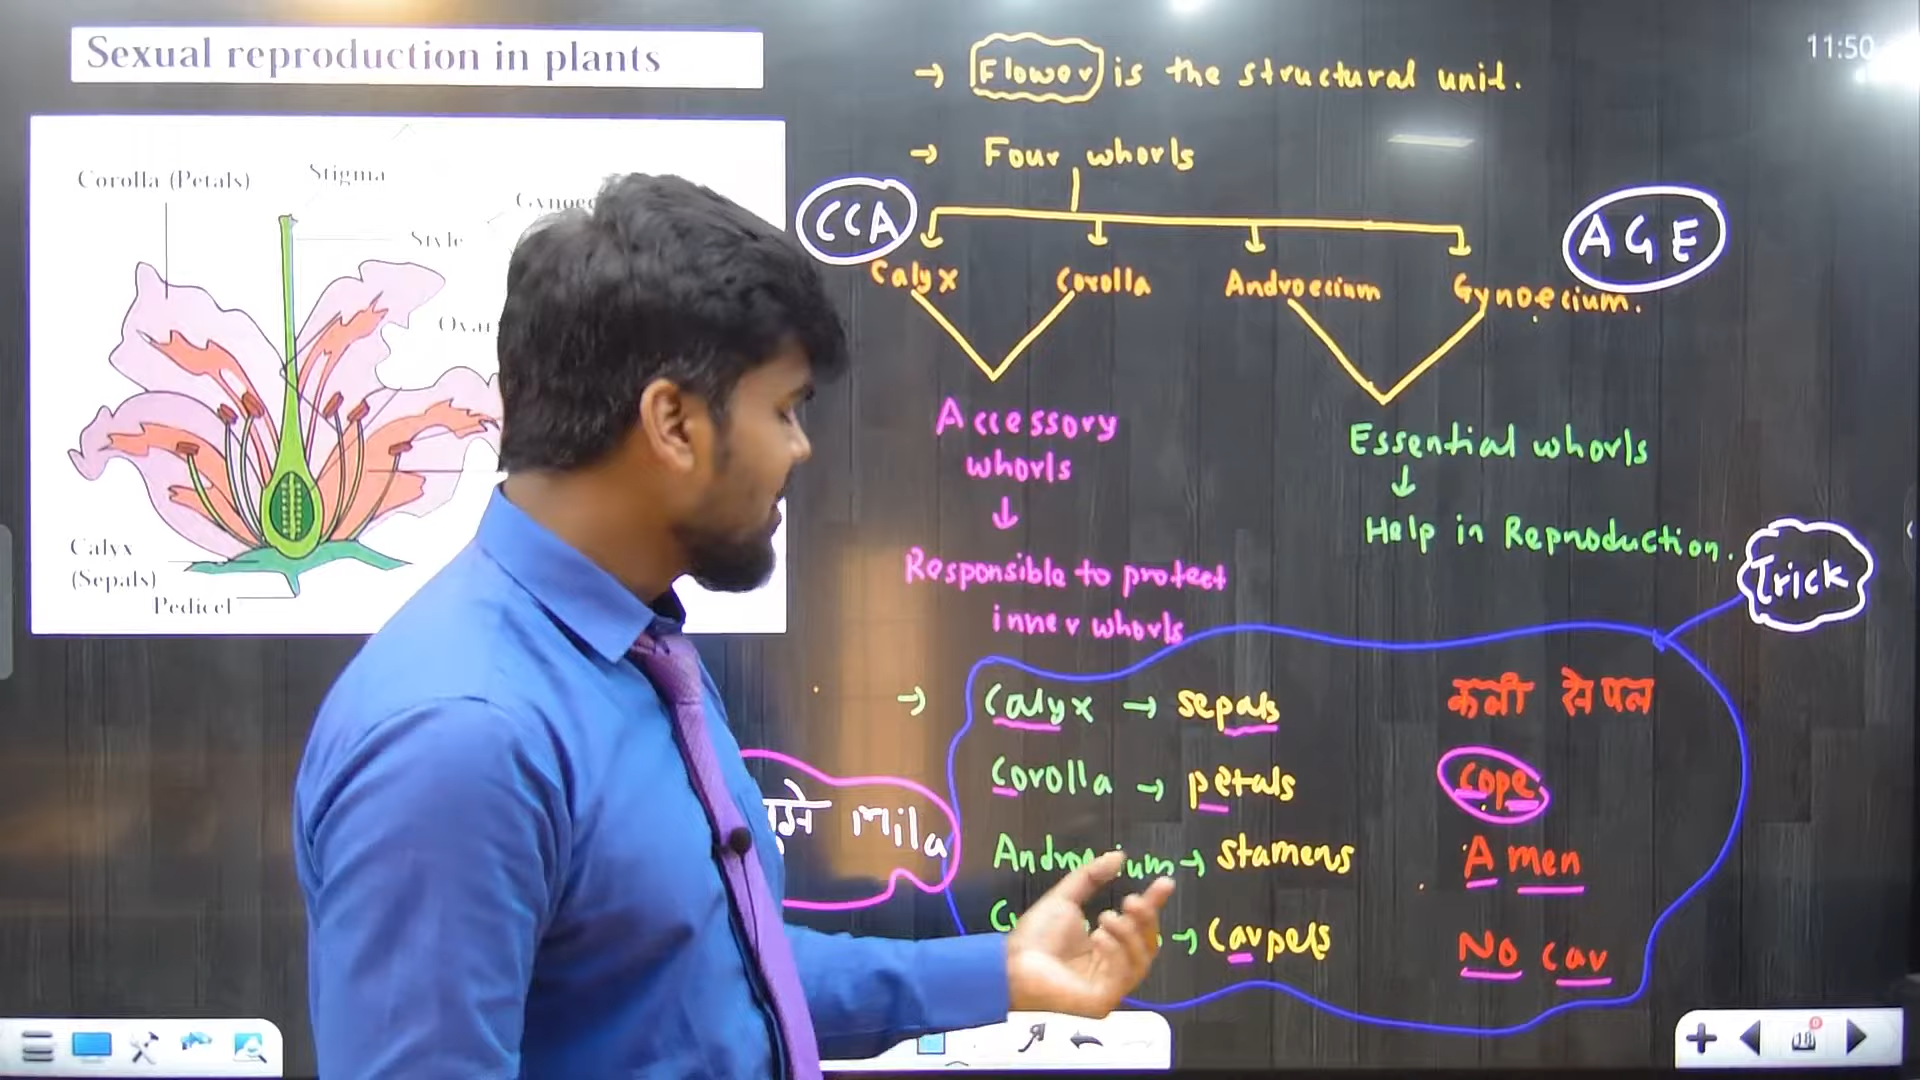 Sexual reproduction in plants
11:50
→ Flower is the structural unit.
→ Four whorls
CCA
AGE
Calyx Corolla Androecium Gynoecium.
Accessory
whorls
↓
Responsible to protect
inner whorls
Essential whorls
↓
Help in Reproduction.
Trick
→ Calyx → sepals कली से पल
Corolla → petals Cope
Androecium → stamens A men
→ Carpels No car
mila
Corolla (Petals)
Stigma
Style
Calyx
(Sepals)
Pedicel
18